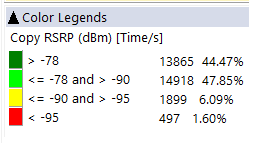 Color Legends
Copy RSRP (dBm) [Time/s]
> -78 13865 44.47%
<= -78 and > -90 14918 47.85%
<= -90 and > -95 1899 6.09%
< -95 497 1.60%